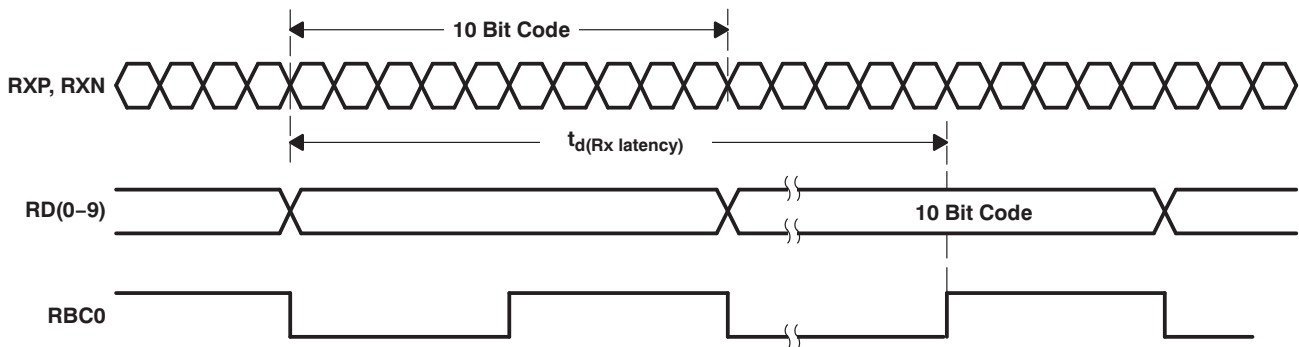 10 Bit Code
RXP, RXN
td(Rx latency)
RD(0–9)
10 Bit Code
RBC0